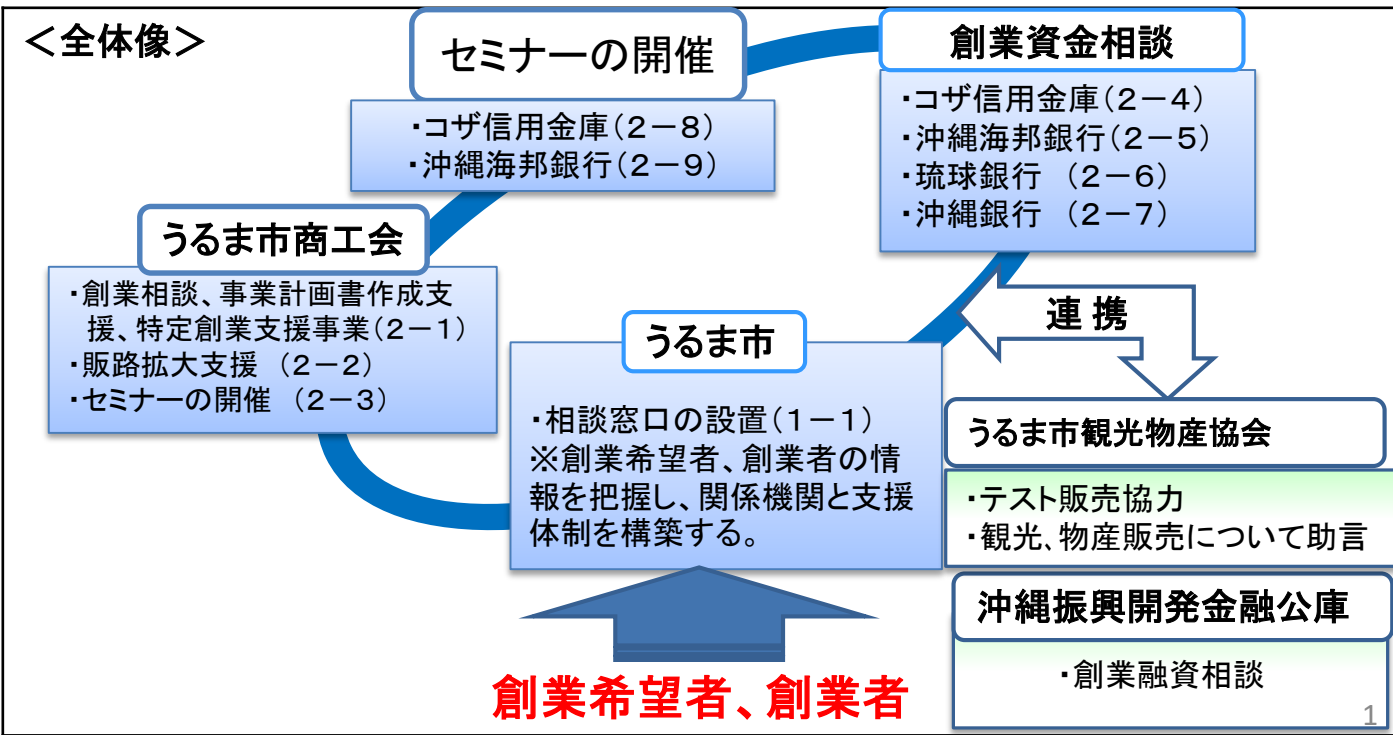 <全体像>
セミナーの開催
・コザ信用金庫(2-8)
・沖縄海邦銀行(2-9)
創業資金相談
・コザ信用金庫(2-4)
・沖縄海邦銀行(2-5)
・琉球銀行 (2-6)
・沖縄銀行 (2-7)
うるま市商工会
・創業相談、事業計画書作成支
援、特定創業支援事業(2-1)
・販路拡大支援 (2-2)
・セミナーの開催 (2-3)
うるま市
・相談窓口の設置(1-1)
※創業希望者、創業者の情
報を把握し、関係機関と支援
体制を構築する。
連 携
うるま市観光物産協会
・テスト販売協力
・観光、物産販売について助言
沖縄振興開発金融公庫
・創業融資相談
創業希望者、創業者
1